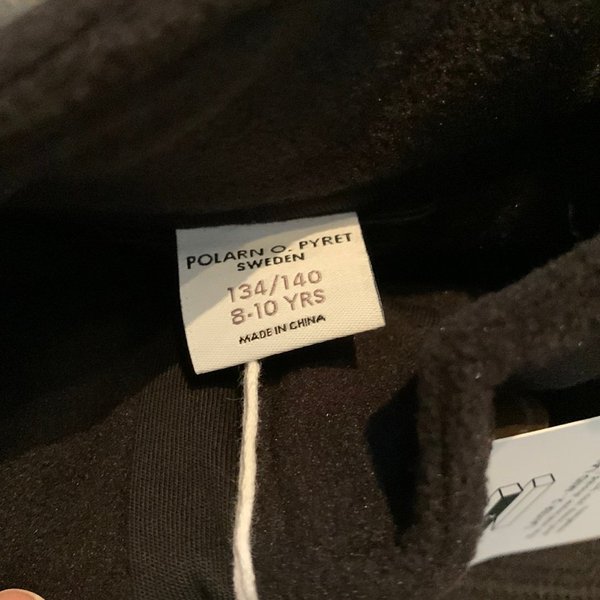 POLARN O. PYRET
SWEDEN
134/140
8-10 YRS
MADE IN CHINA